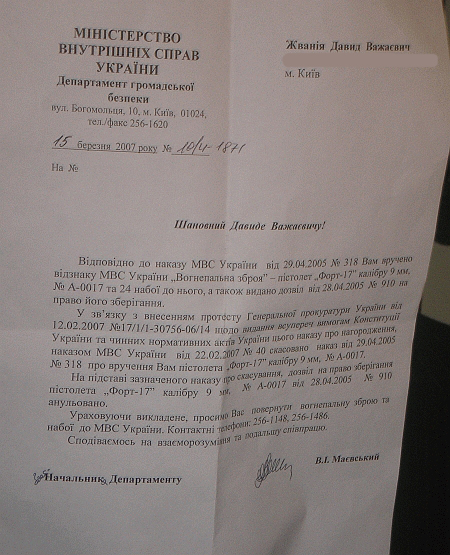 МІНІСТЕРСТВО
ВНУТРІШНІХ СПРАВ
УКРАЇНИ
Департамент громадської
безпеки
вул. Богомольця, 10, м. Київ, 01024,
тел./факс 256-1620
15 березня 2007 року № 10/4-1871
На №
Жванія Давид Важаєвич
м. Київ
Шановний Давиде Важаєвичу!
Відповідно до наказу МВС України від 29.04.2005 № 318 Вам вручено
відзнаку МВС України „Вогнепальна зброя” – пістолет „Форт-17” калібру 9 мм,
№ А-0017 та 24 набої до нього, а також видано дозвіл від 28.04.2005 № 910 на
право його зберігання.
У зв’язку з внесенням протесту Генеральної прокуратури України від
12.02.2007 №17/1/1-30756-06/14 щодо видання всупереч вимогам Конституції
України та чинних нормативних актів України цього наказу про нагородження,
наказом МВС України від 22.02.2007 № 40 скасовано наказ від 29.04.2005
№ 318 про вручення Вам пістолета „Форт-17” калібру 9 мм, № А-0017.
На підставі зазначеного наказу про скасування, дозвіл на право зберігання
пістолета „Форт-17” калібру 9 мм, № А-0017 від 28.04.2005 № 910
анульовано.
Ураховуючи викладене, просимо Вас повернути вогнепальну зброю та
набої до МВС України. Контактні телефони: 256-1148, 256-1486.
Сподіваємось на взаєморозуміння та подальшу співпрацю.
Начальник Департаменту
В.І. Маєвський